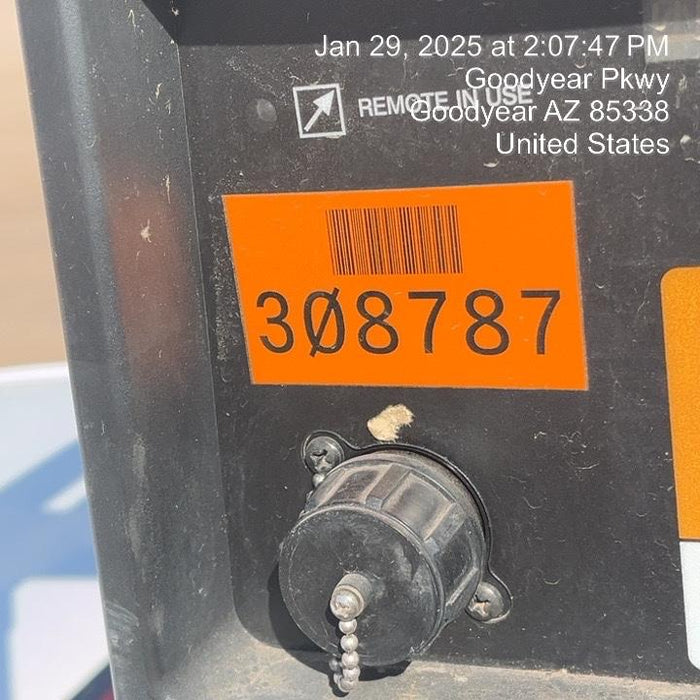 Jan 29, 2025 at 2:07:47 PM
Goodyear Pkwy
REMOTE IN USE
Goodyear AZ 85338
United States
3Ø8787